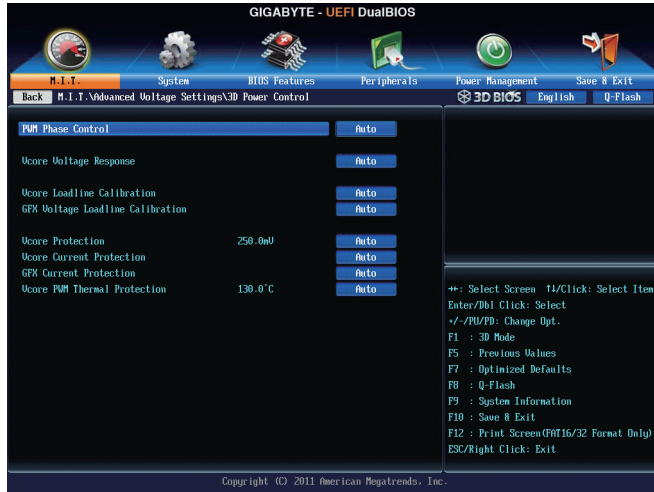 GIGABYTE - UEFI DualBIOS
M.I.T. System BIOS Features Peripherals Power Management Save & Exit
Back M.I.T.\Advanced Voltage Settings\3D Power Control 3D BIOS English Q-Flash
PWM Phase Control Auto
Vcore Voltage Response Auto
Vcore Loadline Calibration Auto
GFX Voltage Loadline Calibration Auto
Vcore Protection 250.0mV Auto
Vcore Current Protection Auto
GFX Current Protection Auto
Vcore PWM Thermal Protection 130.0°C Auto
→←: Select Screen ↑↓/Click: Select Item
Enter/Dbl Click: Select
+/-/PU/PD: Change Opt.
F1 : 3D Mode
F5 : Previous Values
F7 : Optimized Defaults
F8 : Q-Flash
F9 : System Information
F10 : Save & Exit
F12 : Print Screen(FAT16/32 Format Only)
ESC/Right Click: Exit
Copyright (C) 2011 American Megatrends, Inc.